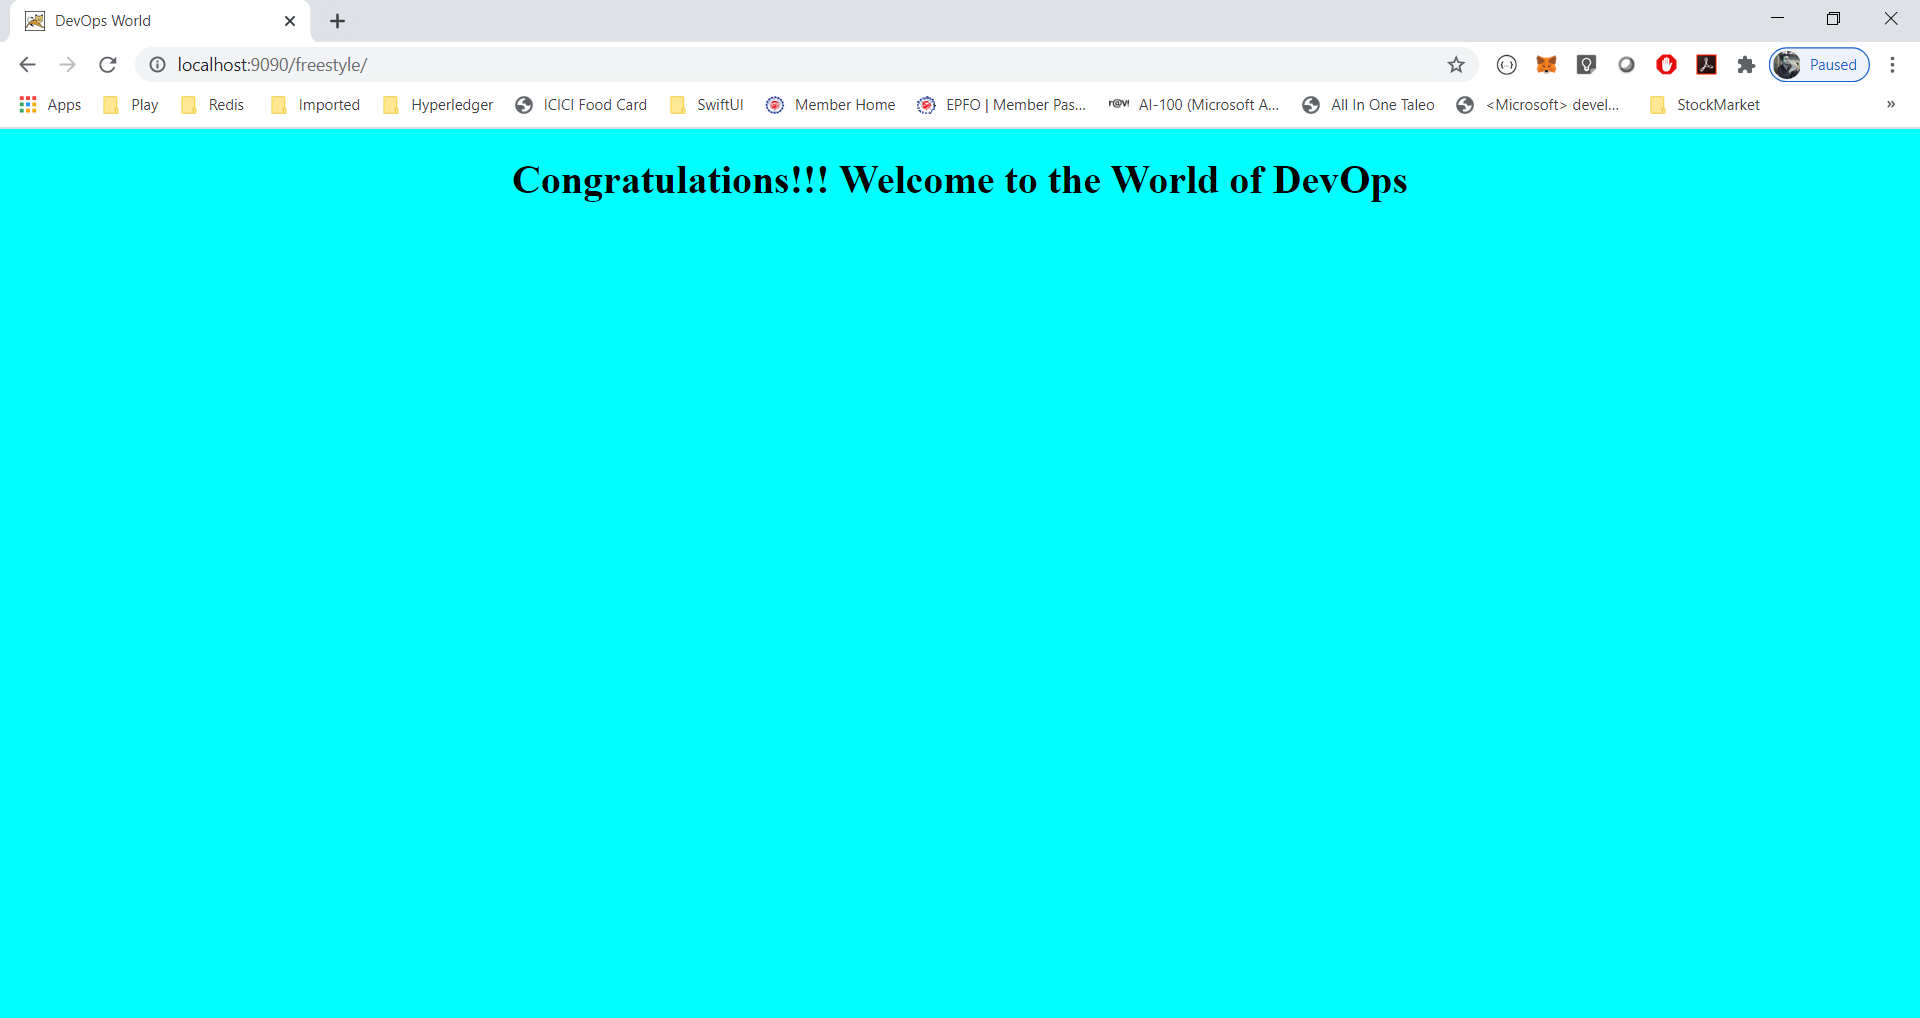 DevOps World
localhost:9090/freestyle/
Paused
Apps Play Redis Imported Hyperledger ICICI Food Card SwiftUI Member Home EPFO | Member Pas... r@v! AI-100 (Microsoft A... All In One Taleo <Microsoft> devel... StockMarket »
Congratulations!!! Welcome to the World of DevOps